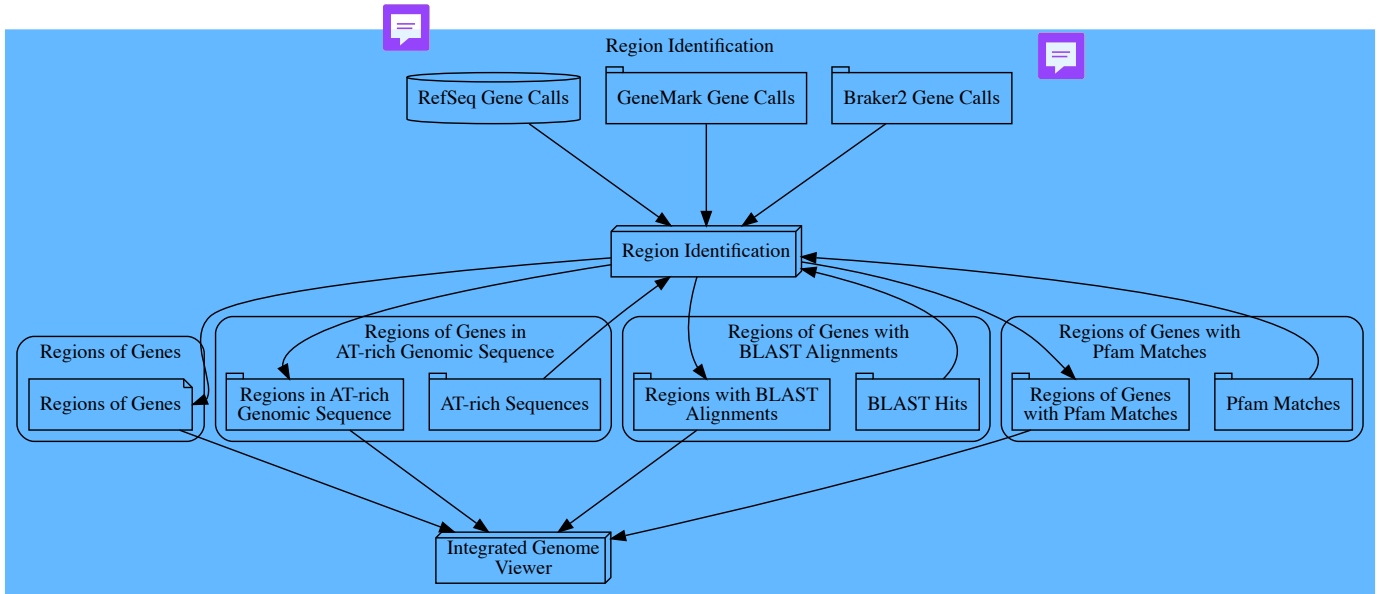 Region Identification
RefSeq Gene Calls
GeneMark Gene Calls
Braker2 Gene Calls
Region Identification
Regions of Genes
Regions of Genes
Regions of Genes in
AT-rich Genomic Sequence
Regions in AT-rich
Genomic Sequence
AT-rich Sequences
Regions of Genes with
BLAST Alignments
Regions with BLAST
Alignments
BLAST Hits
Regions of Genes with
Pfam Matches
Regions of Genes
with Pfam Matches
Pfam Matches
Integrated Genome
Viewer